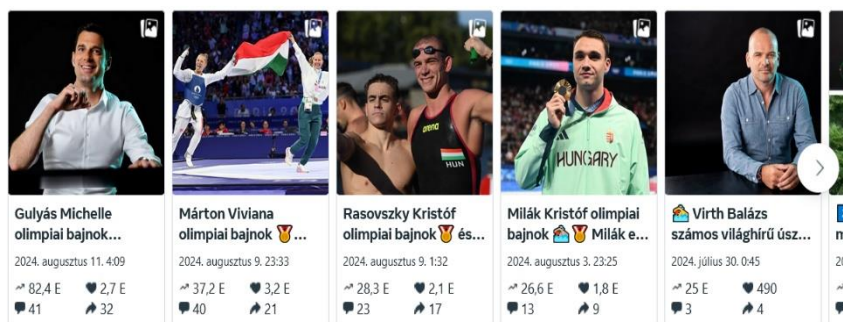 arena
HUN
HUNGARY
Gulyás Michelle
olimpiai bajnok...
2024. augusztus 11. 4:09
82,4 E 2,7 E
41 32
Márton Viviana
olimpiai bajnok 🏅...
2024. augusztus 9. 23:33
37,2 E 3,2 E
40 21
Rasovszky Kristóf
olimpiai bajnok 🏅 és...
2024. augusztus 9. 1:32
28,3 E 2,1 E
23 17
Milák Kristóf olimpiai
bajnok 🏊 🏅 Milák e...
2024. augusztus 3. 23:25
26,6 E 1,8 E
13 9
🏊 Virth Balázs
számos világhírű úsz...
2024. július 30. 0:45
25 E 490
3 4